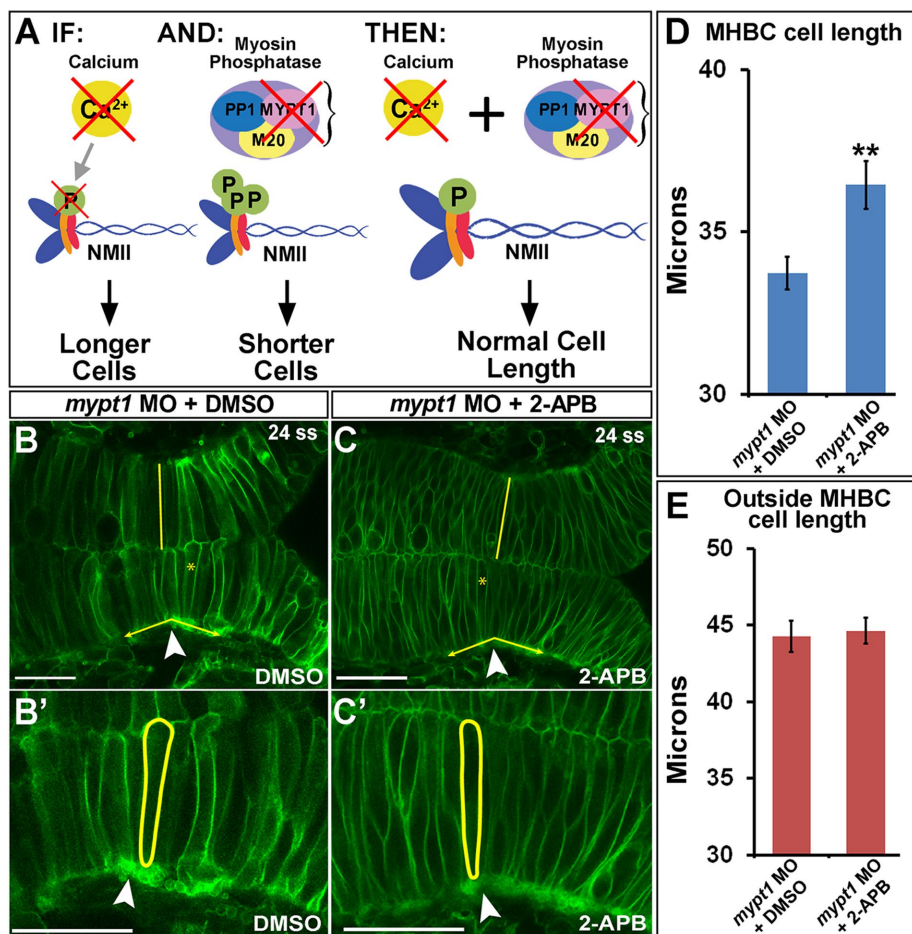 A IF: AND: THEN:
Calcium
Ca2+
P
NMII
Longer
Cells
Myosin
Phosphatase
PP1 MYPT1
M20
P
P P
NMII
Shorter
Cells
Calcium
Ca2+
+
Myosin
Phosphatase
PP1 MYPT1
M20
P
NMII
Normal Cell
Length
mypt1 MO + DMSO
mypt1 MO + 2-APB
B
24 ss
*
DMSO
C
24 ss
*
2-APB
B'
DMSO
C'
2-APB
D MHBC cell length
Microns
40
35
30
**
mypt1 MO
+ DMSO
mypt1 MO
+ 2-APB
E Outside MHBC
cell length
Microns
50
45
40
35
30
mypt1 MO
+ DMSO
mypt1 MO
+ 2-APB